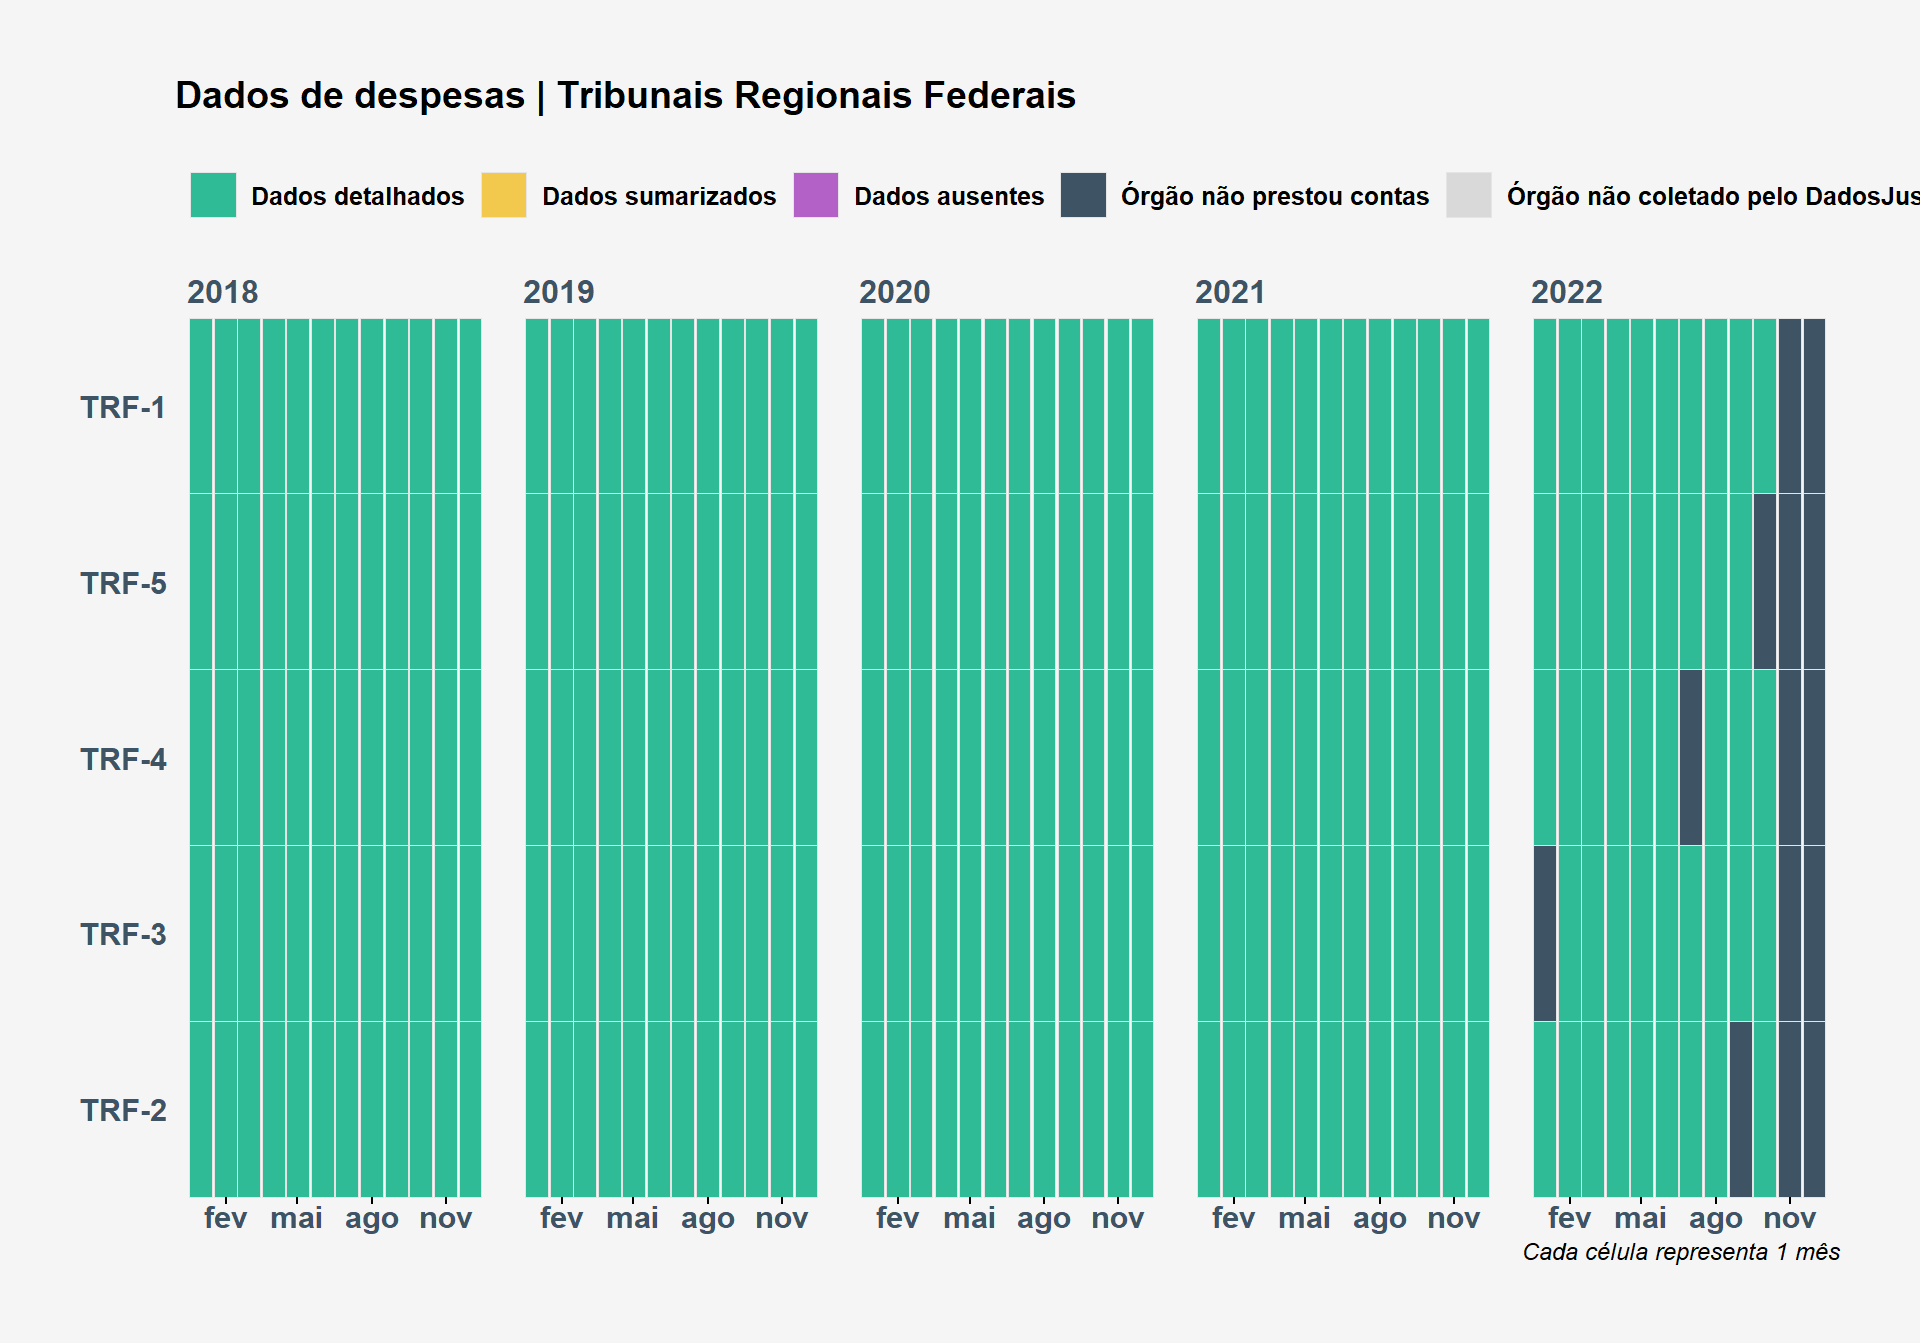 Dados de despesas | Tribunais Regionais Federais
Dados detalhados Dados sumarizados Dados ausentes Órgão não prestou contas Órgão não coletado pelo DadosJus
2018 2019 2020 2021 2022
TRF-1
TRF-5
TRF-4
TRF-3
TRF-2
fev mai ago nov fev mai ago nov fev mai ago nov fev mai ago nov fev mai ago nov
Cada célula representa 1 mês